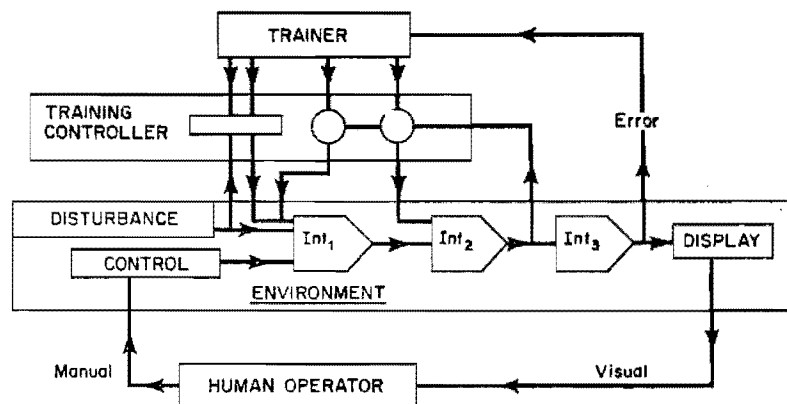 TRAINER
TRAINING
CONTROLLER
Error
DISTURBANCE
Int1
Int2
Int3
DISPLAY
CONTROL
ENVIRONMENT
Manual
HUMAN OPERATOR
Visual